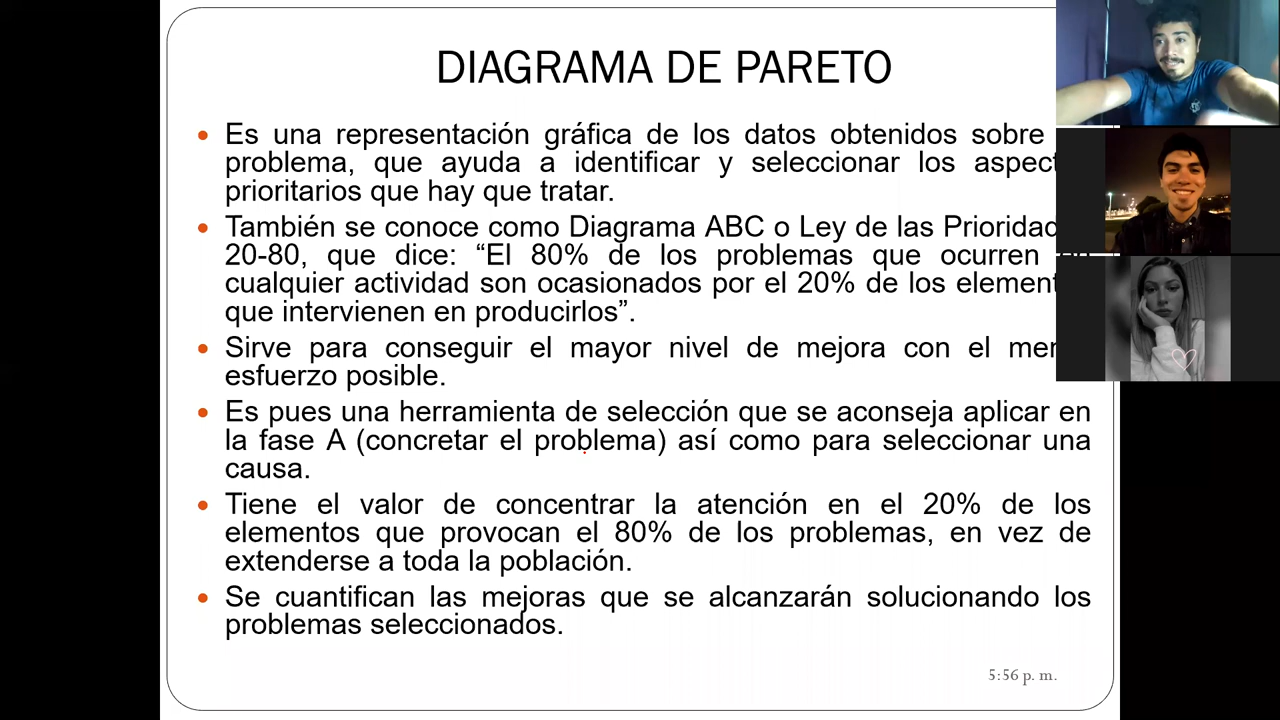 DIAGRAMA DE PARETO
Es una representación gráfica de los datos obtenidos sobre
problema, que ayuda a identificar y seleccionar los aspect
prioritarios que hay que tratar.
También se conoce como Diagrama ABC o Ley de las Prioridad
20-80, que dice: “El 80% de los problemas que ocurren
cualquier actividad son ocasionados por el 20% de los element
que intervienen en producirlos”.
Sirve para conseguir el mayor nivel de mejora con el men
esfuerzo posible.
Es pues una herramienta de selección que se aconseja aplicar en
la fase A (concretar el problema) así como para seleccionar una
causa.
Tiene el valor de concentrar la atención en el 20% de los
elementos que provocan el 80% de los problemas, en vez de
extenderse a toda la población.
Se cuantifican las mejoras que se alcanzarán solucionando los
problemas seleccionados.
5:56 p. m.